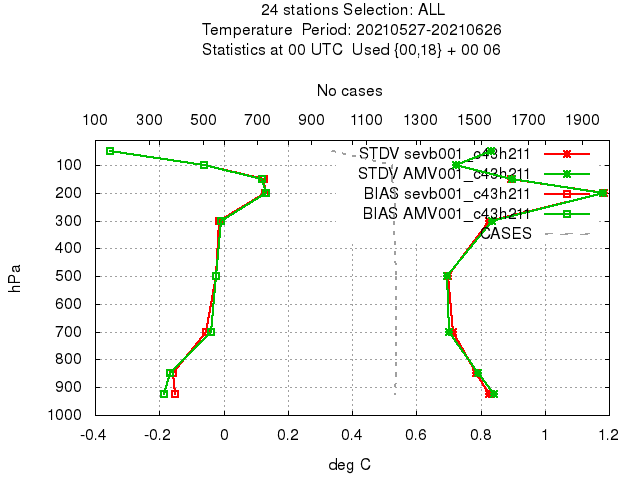 24 stations Selection: ALL
Temperature  Period: 20210527-20210626
Statistics at 00 UTC  Used {00,18} + 00 06
No cases
100 300 500 700 900 1100 1300 1500 1700 1900
STDV sevb001_c43h211
STDV AMV001_c43h211
BIAS sevb001_c43h211
BIAS AMV001_c43h211
CASES
hPa
100
200
300
400
500
600
700
800
900
1000
-0.4 -0.2 0 0.2 0.4 0.6 0.8 1 1.2
deg C